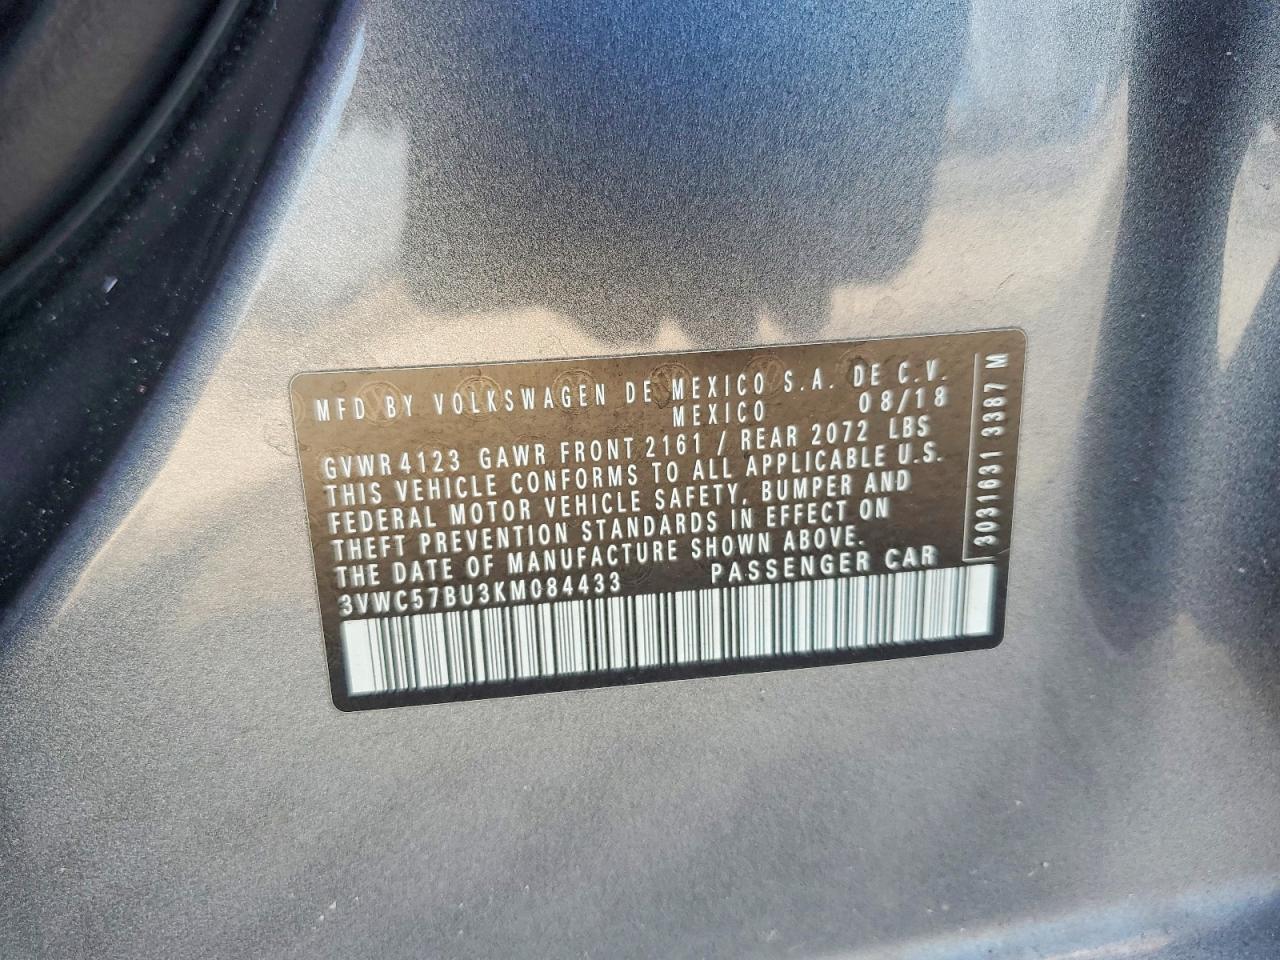 MFD BY VOLKSWAGEN DE MEXICO S.A. DE C.V.
MEXICO 08/18
GVWR 4123 GAWR FRONT 2161 / REAR 2072 LBS
THIS VEHICLE CONFORMS TO ALL APPLICABLE U.S.
FEDERAL MOTOR VEHICLE SAFETY, BUMPER AND
THEFT PREVENTION STANDARDS IN EFFECT ON
THE DATE OF MANUFACTURE SHOWN ABOVE.
3VWC57BU3KM084433 PASSENGER CAR
3031631 3387 M